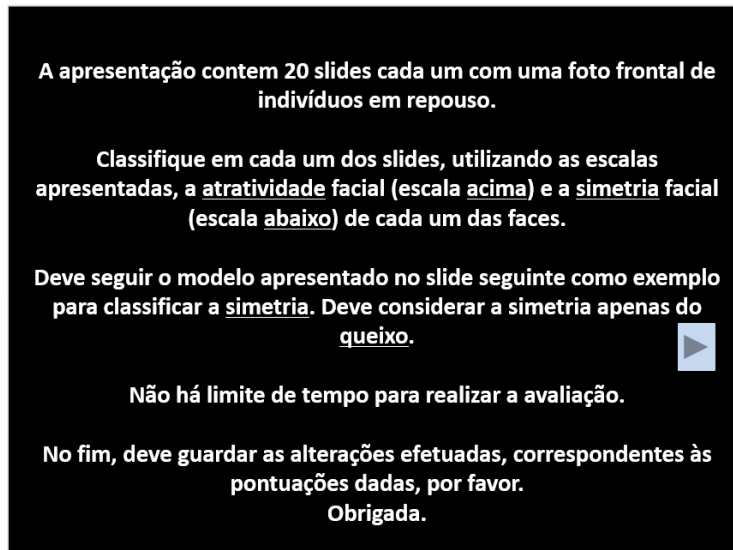 A apresentação contem 20 slides cada um com uma foto frontal de
indivíduos em repouso.
Classifique em cada um dos slides, utilizando as escalas
apresentadas, a atratividade facial (escala acima) e a simetria facial
(escala abaixo) de cada um das faces.
Deve seguir o modelo apresentado no slide seguinte como exemplo
para classificar a simetria. Deve considerar a simetria apenas do
queixo.
Não há limite de tempo para realizar a avaliação.
No fim, deve guardar as alterações efetuadas, correspondentes às
pontuações dadas, por favor.
Obrigada.